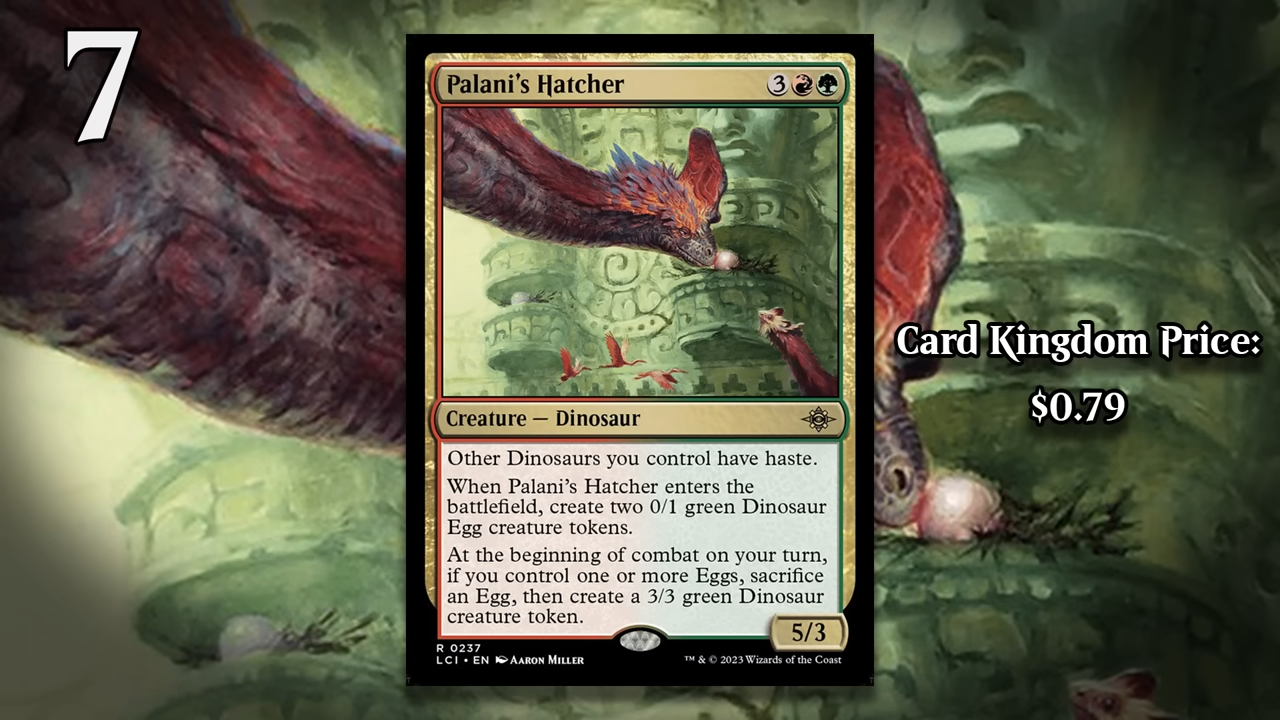 7
Palani's Hatcher 3
Card Kingdom Price:
$0.79
Creature — Dinosaur
Other Dinosaurs you control have haste.
When Palani's Hatcher enters the
battlefield, create two 0/1 green Dinosaur
Egg creature tokens.
At the beginning of combat on your turn,
if you control one or more Eggs, sacrifice
an Egg, then create a 3/3 green Dinosaur
creature token.
5/3
R 0237
LCI • EN Aaron Miller
™ & © 2023 Wizards of the Coast